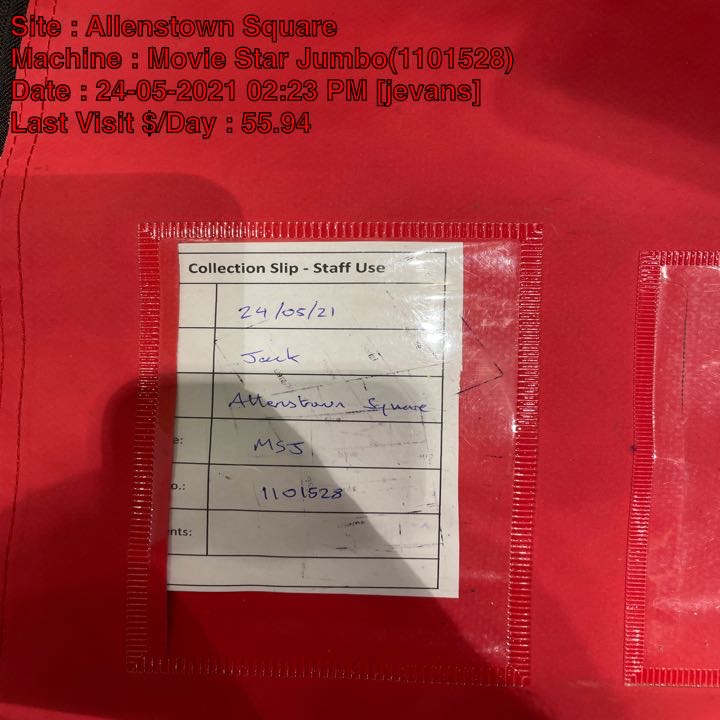 Site : Allenstown Square
Machine : Movie Star Jumbo(1101528)
Date : 24-05-2021 02:23 PM [jevans]
Last Visit $/Day : 55.94
Collection Slip - Staff Use
24/05/21
Jack
Allenstown Square
e: MSJ
o.: 1101528
nts: